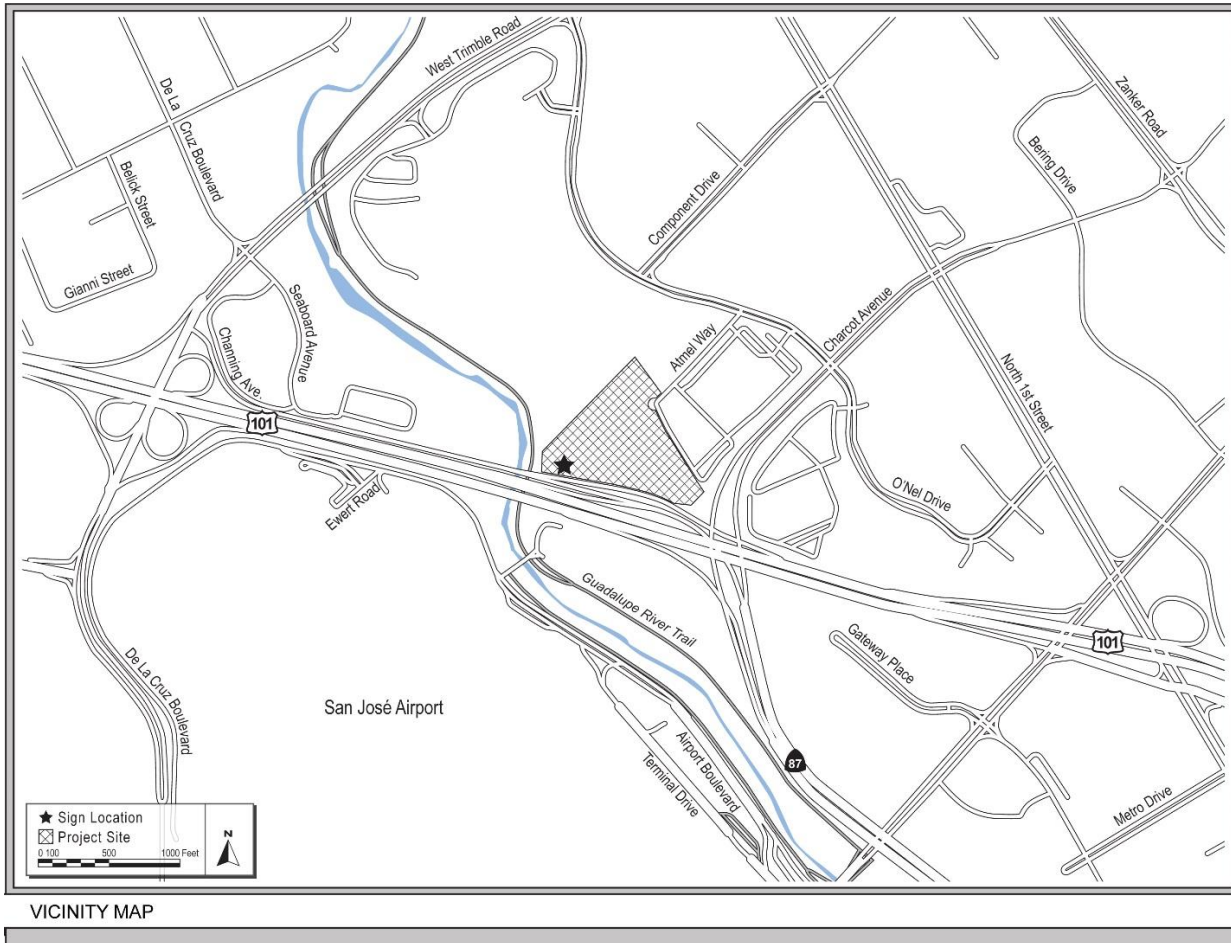 West Trimble Road
De La
Cruz Boulevard
Zanker Road
Bering Drive
Belick Street
Component Drive
Gianni Street
Seaboard Avenue
Channing Ave.
Charcot Avenue
Atmel Way
North 1st Street
101
Ewert Road
O'Nel Drive
Guadalupe River Trail
Gateway Place
101
De La Cruz Boulevard
San José Airport
Airport Boulevard
Terminal Drive
87
Metro Drive
Sign Location
Project Site
0 100 500 1000 Feet
N
VICINITY MAP